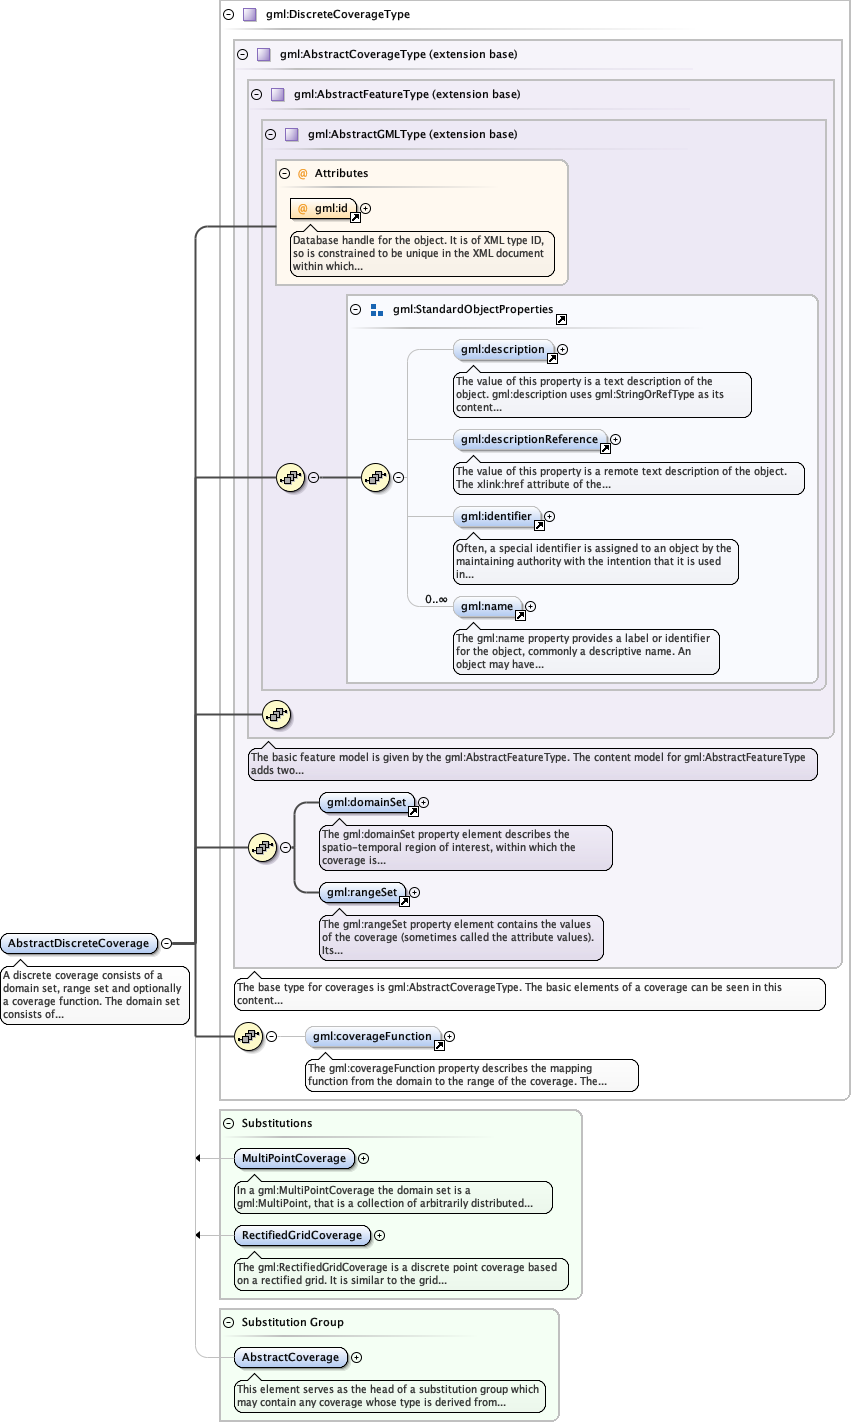 gml:DiscreteCoverageType
gml:AbstractCoverageType (extension base)
gml:AbstractFeatureType (extension base)
gml:AbstractGMLType (extension base)
@ Attributes
@ gml:id
Database handle for the object. It is of XML type ID,
so is constrained to be unique in the XML document
within which...
gml:StandardObjectProperties
gml:description
The value of this property is a text description of the
object. gml:description uses gml:StringOrRefType as its
content...
gml:descriptionReference
The value of this property is a remote text description of the object.
The xlink:href attribute of the...
gml:identifier
Often, a special identifier is assigned to an object by the
maintaining authority with the intention that it is used
in...
0..∞
gml:name
The gml:name property provides a label or identifier
for the object, commonly a descriptive name. An
object may have...
The basic feature model is given by the gml:AbstractFeatureType. The content model for gml:AbstractFeatureType
adds two...
gml:domainSet
The gml:domainSet property element describes the
spatio-temporal region of interest, within which the
coverage is...
gml:rangeSet
The gml:rangeSet property element contains the values
of the coverage (sometimes called the attribute values).
Its...
AbstractDiscreteCoverage
A discrete coverage consists of a
domain set, range set and optionally
a coverage function. The domain set
consists of...
The base type for coverages is gml:AbstractCoverageType. The basic elements of a coverage can be seen in this
content...
gml:coverageFunction
The gml:coverageFunction property describes the mapping
function from the domain to the range of the coverage. The...
Substitutions
MultiPointCoverage
In a gml:MultiPointCoverage the domain set is a
gml:MultiPoint, that is a collection of arbitrarily distributed...
RectifiedGridCoverage
The gml:RectifiedGridCoverage is a discrete point coverage based
on a rectified grid. It is similar to the grid...
Substitution Group
AbstractCoverage
This element serves as the head of a substitution group which
may contain any coverage whose type is derived from...